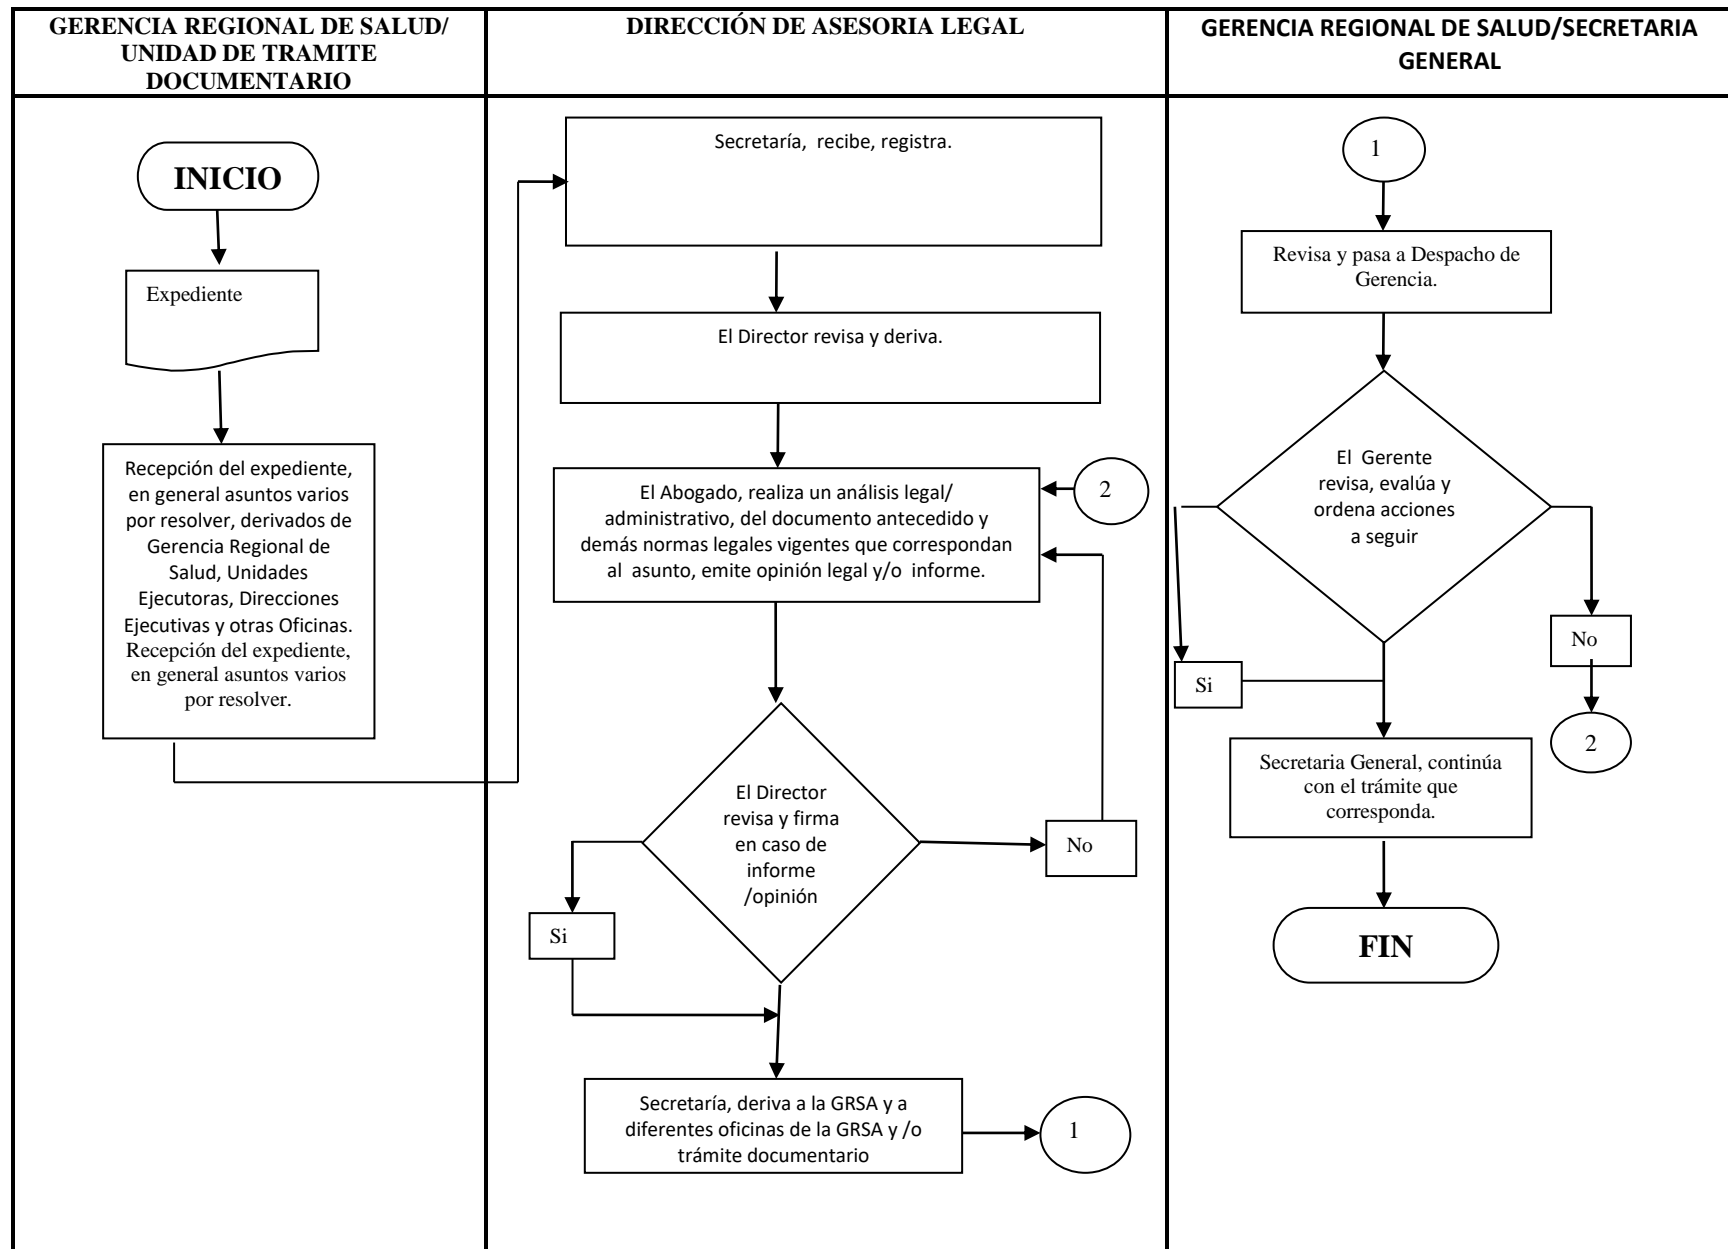 GERENCIA REGIONAL DE SALUD/
UNIDAD DE TRAMITE
DOCUMENTARIO
DIRECCIÓN DE ASESORIA LEGAL
GERENCIA REGIONAL DE SALUD/SECRETARIA
GENERAL
INICIO
Expediente
Recepción del expediente,
en general asuntos varios
por resolver, derivados de
Gerencia Regional de
Salud, Unidades
Ejecutoras, Direcciones
Ejecutivas y otras Oficinas.
Recepción del expediente,
en general asuntos varios
por resolver.
Secretaría, recibe, registra.
El Director revisa y deriva.
El Abogado, realiza un análisis legal/
administrativo, del documento antecedido y
demás normas legales vigentes que correspondan
al asunto, emite opinión legal y/o informe.
2
El Director
revisa y firma
en caso de
informe
/opinión
No
Si
Secretaría, deriva a la GRSA y a
diferentes oficinas de la GRSA y /o
trámite documentario
1
1
Revisa y pasa a Despacho de
Gerencia.
El Gerente
revisa, evalúa y
ordena acciones
a seguir
Si
No
2
Secretaria General, continúa
con el trámite que
corresponda.
FIN